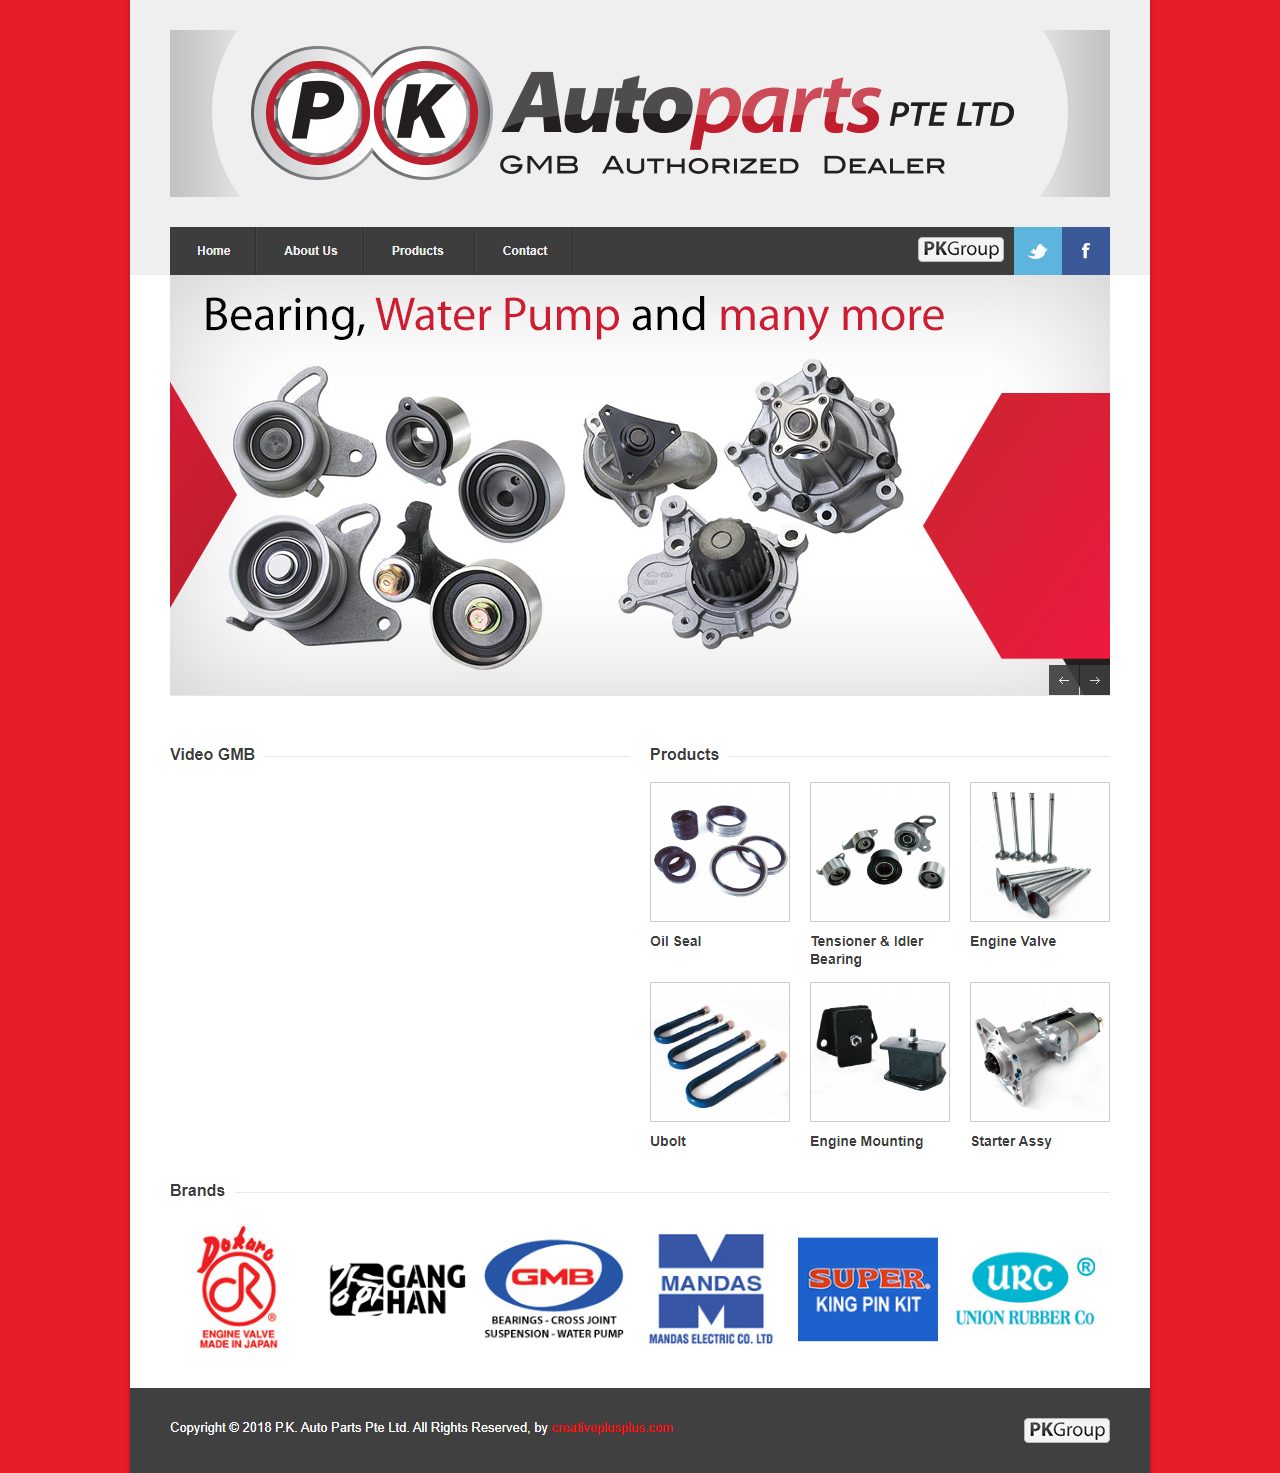 P K Autoparts PTE LTD
GMB AUTHORIZED DEALER
Home About Us Products Contact PKGroup f
Bearing, Water Pump and many more
Video GMB
Products
Oil Seal
Tensioner & Idler
Bearing
Engine Valve
Ubolt
Engine Mounting
Starter Assy
Brands
Dokuro
R
®
ENGINE VALVE
MADE IN JAPAN
GANG
HAN
GMB
BEARINGS - CROSS JOINT
SUSPENSION - WATER PUMP
M
MANDAS
M
MANDAS ELECTRIC CO. LTD
SUPER.
KING PIN KIT
URC ®
UNION RUBBER Co
Copyright © 2018 P.K. Auto Parts Pte Ltd. All Rights Reserved, by creativeplusplus.com
PKGroup